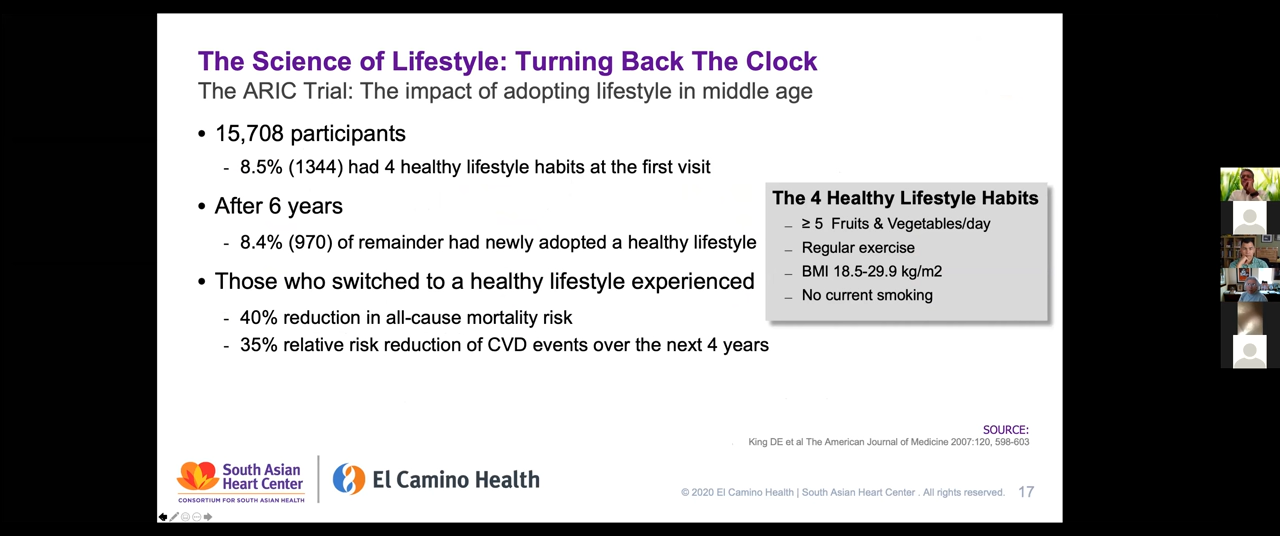 The Science of Lifestyle: Turning Back The Clock
The ARIC Trial: The impact of adopting lifestyle in middle age
• 15,708 participants
- 8.5% (1344) had 4 healthy lifestyle habits at the first visit
• After 6 years
- 8.4% (970) of remainder had newly adopted a healthy lifestyle
• Those who switched to a healthy lifestyle experienced
- 40% reduction in all-cause mortality risk
- 35% relative risk reduction of CVD events over the next 4 years
The 4 Healthy Lifestyle Habits
– ≥ 5 Fruits & Vegetables/day
– Regular exercise
– BMI 18.5-29.9 kg/m2
– No current smoking
SOURCE:
King DE et al The American Journal of Medicine 2007:120, 598-603
South Asian
Heart Center
CONSORTIUM FOR SOUTH ASIAN HEALTH
El Camino Health
© 2020 El Camino Health | South Asian Heart Center . All rights reserved. 17